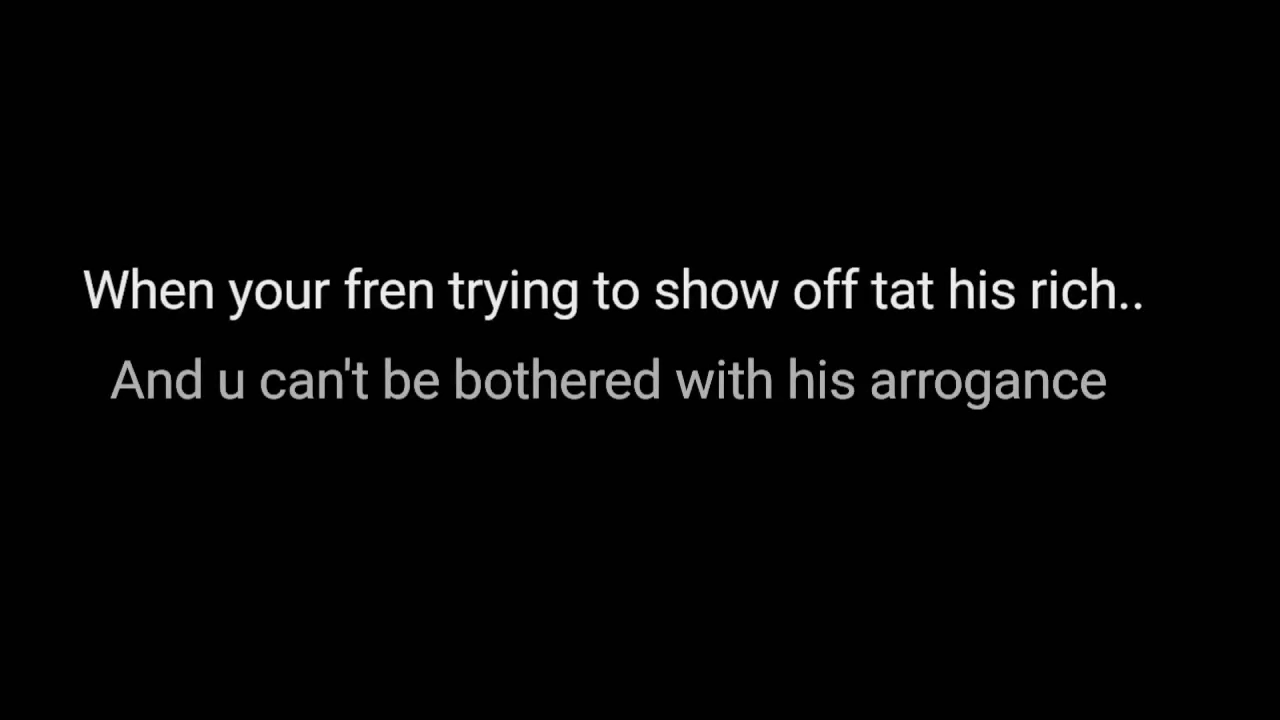 When your fren trying to show off tat his rich..
And u can't be bothered with his arrogance